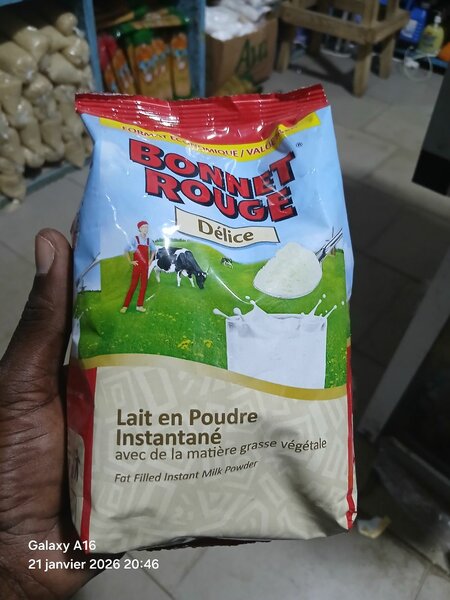 FORMAT ÉCONOMIQUE / VALUE
BONNET
ROUGE®
Délice
Lait en Poudre
Instantané
avec de la matière grasse végétale
Fat Filled Instant Milk Powder
Galaxy A16
21 janvier 2026 20:46